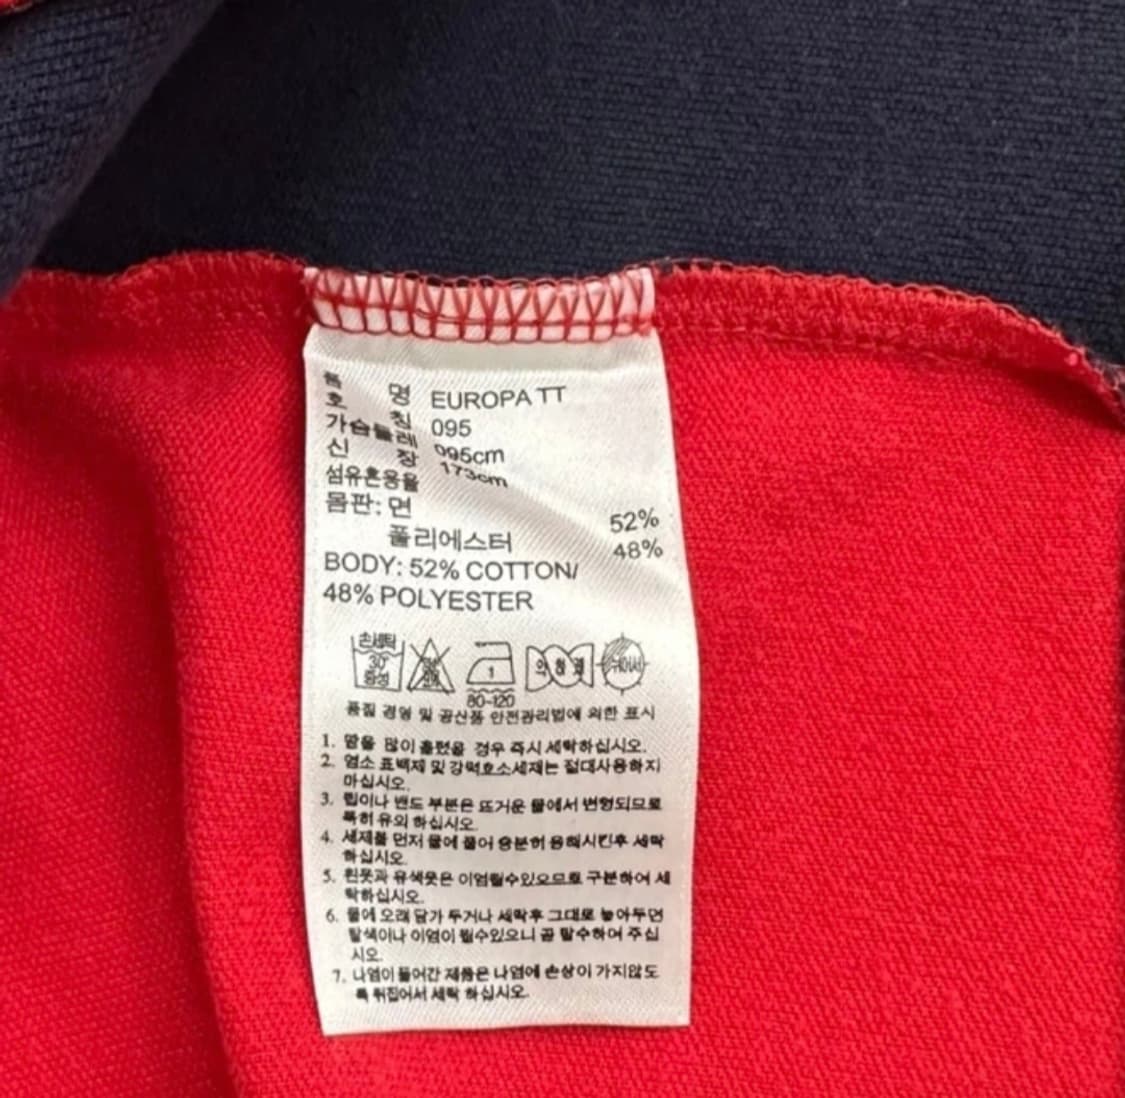 품 명 EUROPA TT
호 칭 095
가슴둘레 095cm
신 장 173cm
섬유혼용율
몸판: 면 52%
폴리에스터 48%
BODY: 52% COTTON/
48% POLYESTER
손세탁
30°
중성
1
80-120
약하게
뉘어서
품질 경영 및 공산품 안전관리법에 의한 표시
1. 땀을 많이 흘렸을 경우 즉시 세탁하십시오.
2. 염소 표백제 및 강력효소세제는 절대사용하지
마십시오.
3. 립이나 밴드 부분은 뜨거운 물에서 변형되므로
특히 유의 하십시오.
4. 세제를 먼저 물에 풀어 충분히 용해시킨후 세탁
하십시오.
5. 흰옷과 유색옷은 이염될수있으므로 구분하여 세
탁하십시오.
6. 물에 오래 담가 두거나 세탁후 그대로 놓아두면
탈색이나 이염이 될수있으니 곧 탈수하여 주십
시오.
7. 나염이 들어간 제품은 나염에 손상이 가지않도
록 뒤집어서 세탁 하십시오.